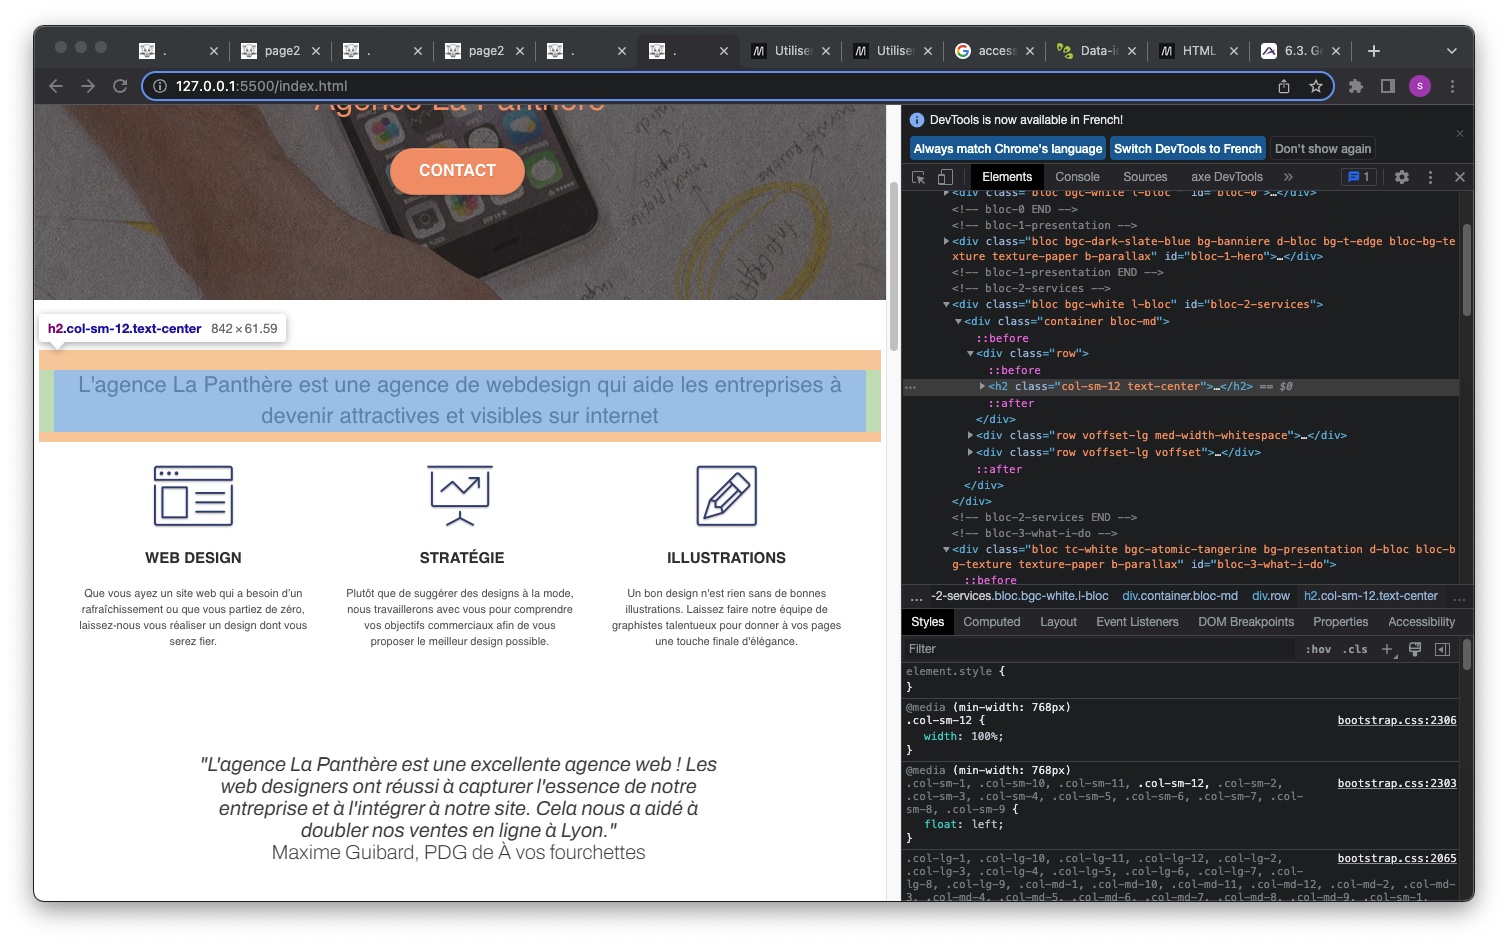 .
page2
.
page2
.
.
Utiliser
Utiliser
access
Data-ic
HTML
6.3. Ge
127.0.0.1:5500/index.html
S
Agence La Panthère
CONTACT
h2.col-sm-12.text-center 842 × 61.59
L'agence La Panthère est une agence de webdesign qui aide les entreprises à
devenir attractives et visibles sur internet
WEB DESIGN
Que vous ayez un site web qui a besoin d'un
rafraîchissement ou que vous partiez de zéro,
laissez-nous vous réaliser un design dont vous
serez fier.
STRATÉGIE
Plutôt que de suggérer des designs à la mode,
nous travaillerons avec vous pour comprendre
vos objectifs commerciaux afin de vous
proposer le meilleur design possible.
ILLUSTRATIONS
Un bon design n'est rien sans de bonnes
illustrations. Laissez faire notre équipe de
graphistes talentueux pour donner à vos pages
une touche finale d'élégance.
"L'agence La Panthère est une excellente agence web ! Les
web designers ont réussi à capturer l'essence de notre
entreprise et à l'intégrer à notre site. Cela nous a aidé à
doubler nos ventes en ligne à Lyon."
Maxime Guibard, PDG de À vos fourchettes
DevTools is now available in French!
Always match Chrome's language
Switch DevTools to French
Don't show again
Elements
Console
Sources
axe DevTools
»
1
<div class="bloc bgc-white l-bloc" id="bloc-0">…</div>
<!-- bloc-0 END -->
<!-- bloc-1-presentation -->
<div class="bloc bgc-dark-slate-blue bg-banniere d-bloc bg-t-edge bloc-bg-te
xture texture-paper b-parallax" id="bloc-1-hero">…</div>
<!-- bloc-1-presentation END -->
<!-- bloc-2-services -->
<div class="bloc bgc-white l-bloc" id="bloc-2-services">
<div class="container bloc-md">
::before
<div class="row">
::before
<h2 class="col-sm-12 text-center">…</h2> == $0
::after
</div>
<div class="row voffset-lg med-width-whitespace">…</div>
<div class="row voffset-lg voffset">…</div>
::after
</div>
</div>
<!-- bloc-2-services END -->
<!-- bloc-3-what-i-do -->
<div class="bloc tc-white bgc-atomic-tangerine bg-presentation d-bloc bloc-b
g-texture texture-paper b-parallax" id="bloc-3-what-i-do">
::before
… -2-services.bloc.bgc-white.l-bloc div.container.bloc-md div.row h2.col-sm-12.text-center …
Styles
Computed
Layout
Event Listeners
DOM Breakpoints
Properties
Accessibility
Filter
:hov .cls
element.style {
}
@media (min-width: 768px)
.col-sm-12 { bootstrap.css:2306
width: 100%;
}
@media (min-width: 768px)
.col-sm-1, .col-sm-10, .col-sm-11, .col-sm-12, .col-sm-2, bootstrap.css:2303
.col-sm-3, .col-sm-4, .col-sm-5, .col-sm-6, .col-sm-7, .col-
sm-8, .col-sm-9 {
float: left;
}
.col-lg-1, .col-lg-10, .col-lg-11, .col-lg-12, .col-lg-2, bootstrap.css:2065
.col-lg-3, .col-lg-4, .col-lg-5, .col-lg-6, .col-lg-7, .col-
lg-8, .col-lg-9, .col-md-1, .col-md-10, .col-md-11, .col-md-12, .col-md-2, .col-md-
3, .col-md-4, .col-md-5, .col-md-6, .col-md-7, .col-md-8, .col-md-9, .col-sm-1,